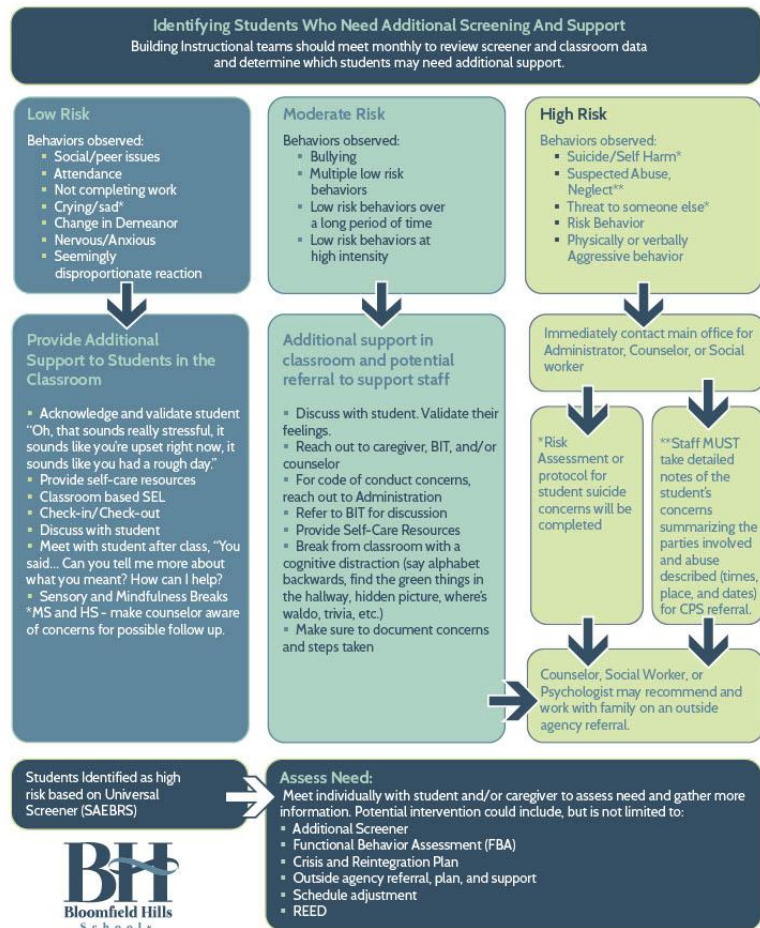 Identifying Students Who Need Additional Screening And Support
Building Instructional teams should meet monthly to review screener and classroom data
and determine which students may need additional support.
Low Risk
Behaviors observed:
▪ Social/peer issues
▪ Attendance
▪ Not completing work
▪ Crying/sad*
▪ Change in Demeanor
▪ Nervous/Anxious
▪ Seemingly
disproportionate reaction
Provide Additional
Support to Students in the
Classroom
▪ Acknowledge and validate student
“Oh, that sounds really stressful, it
sounds like you're upset right now, it
sounds like you had a rough day.”
▪ Provide self-care resources
▪ Classroom based SEL
▪ Check-in/Check-out
▪ Discuss with student
▪ Meet with student after class, “You
said... Can you tell me more about
what you meant? How can I help?
▪ Sensory and Mindfulness Breaks
*MS and HS - make counselor aware
of concerns for possible follow up.
Moderate Risk
Behaviors observed:
▪ Bullying
▪ Multiple low risk
behaviors
▪ Low risk behaviors over
a long period of time
▪ Low risk behaviors at
high intensity
Additional support in
classroom and potential
referral to support staff
▪ Discuss with student. Validate their
feelings.
▪ Reach out to caregiver, BIT, and/or
counselor
▪ For code of conduct concerns,
reach out to Administration
▪ Refer to BIT for discussion
▪ Provide Self-Care Resources
▪ Break from classroom with a
cognitive distraction (say alphabet
backwards, find the green things in
the hallway, hidden picture, where's
waldo, trivia, etc.)
▪ Make sure to document concerns
and steps taken
High Risk
Behaviors observed:
▪ Suicide/Self Harm*
▪ Suspected Abuse,
Neglect**
▪ Threat to someone else*
▪ Risk Behavior
▪ Physically or verbally
Aggressive behavior
Immediately contact main office for
Administrator, Counselor, or Social
worker
*Risk
Assessment or
protocol for
student suicide
concerns will be
completed
**Staff MUST
take detailed
notes of the
student's
concerns
summarizing the
parties involved
and abuse
described (times,
place, and dates)
for CPS referral.
Counselor, Social Worker, or
Psychologist may recommend and
work with family on an outside
agency referral.
Students Identified as high
risk based on Universal
Screener (SAEBRS)
Assess Need:
Meet individually with student and/or caregiver to assess need and gather more
information. Potential intervention could include, but is not limited to:
▪ Additional Screener
▪ Functional Behavior Assessment (FBA)
▪ Crisis and Reintegration Plan
▪ Outside agency referral, plan, and support
▪ Schedule adjustment
▪ REED
BH
Bloomfield Hills
Schools